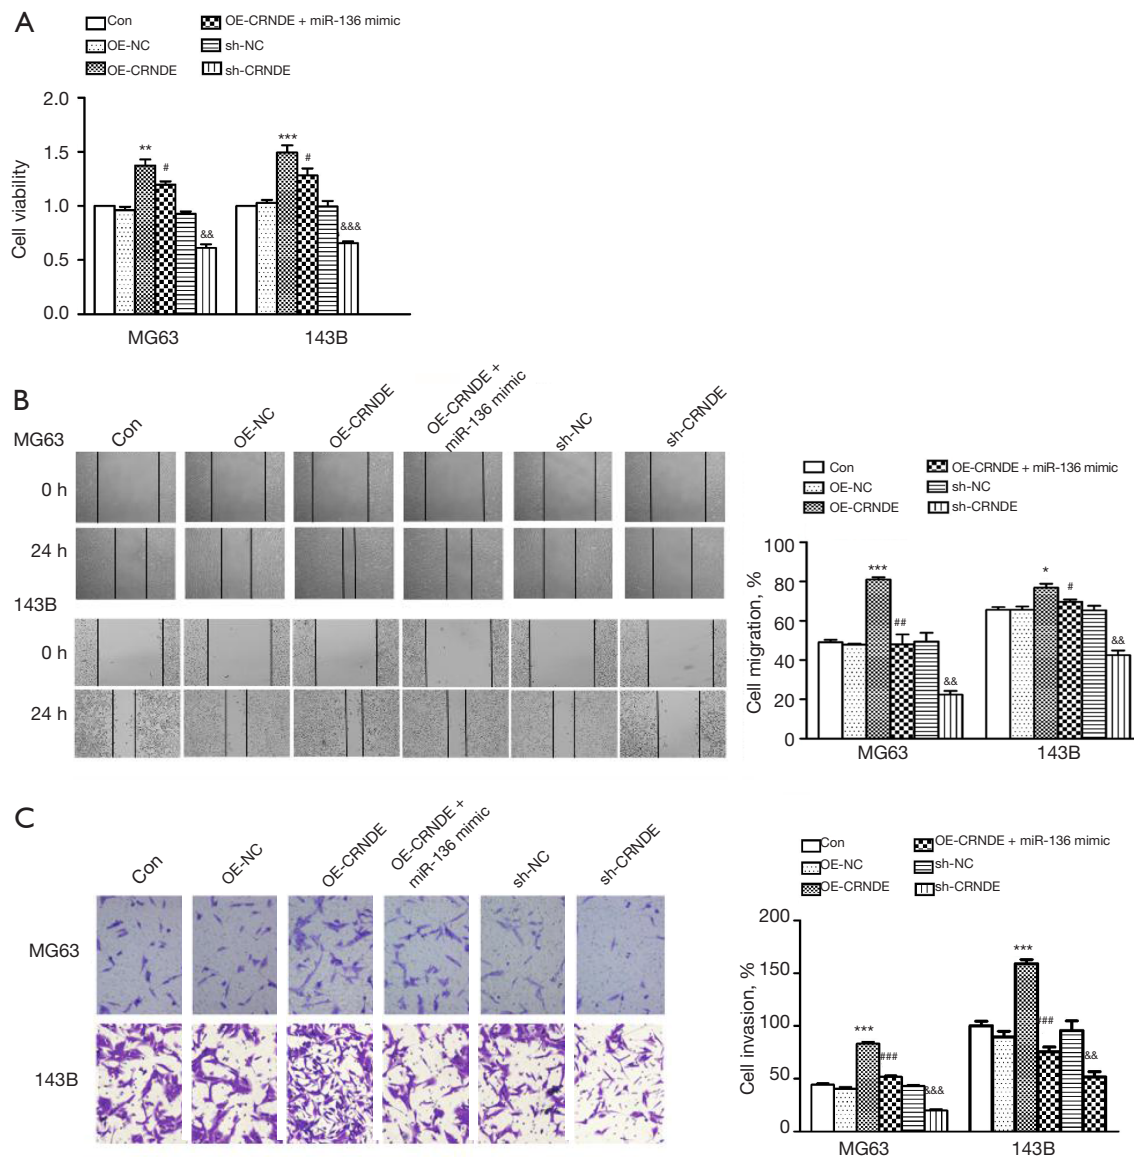 A
Con
OE-NC
OE-CRNDE
OE-CRNDE + miR-136 mimic
sh-NC
sh-CRNDE
Cell viability
2.0
1.5
1.0
0.5
0.0
**
#
&&
***
#
&&&
MG63
143B
B
MG63
Con
OE-NC
OE-CRNDE
OE-CRNDE +
miR-136 mimic
sh-NC
sh-CRNDE
0 h
24 h
143B
0 h
24 h
Con
OE-NC
OE-CRNDE
OE-CRNDE + miR-136 mimic
sh-NC
sh-CRNDE
Cell migration, %
100
80
60
40
20
0
***
##
&&
*
#
&&
MG63
143B
C
Con
OE-NC
OE-CRNDE
OE-CRNDE +
miR-136 mimic
sh-NC
sh-CRNDE
MG63
143B
Con
OE-NC
OE-CRNDE
OE-CRNDE + miR-136 mimic
sh-NC
sh-CRNDE
Cell invasion, %
200
150
100
50
0
***
###
&&&
***
###
&&
MG63
143B